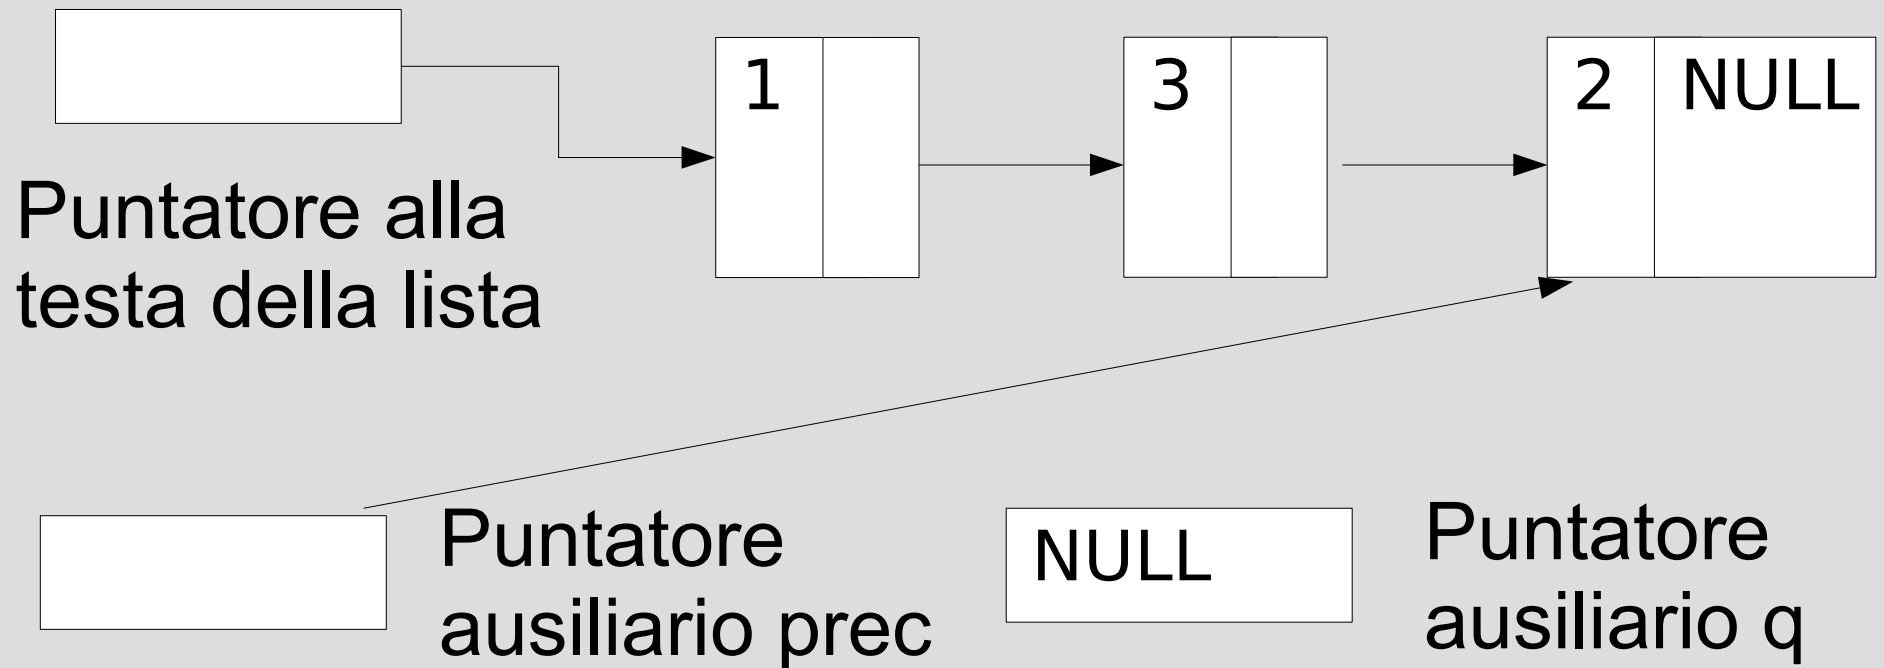 1
3
2 NULL
Puntatore alla
testa della lista
Puntatore
ausiliario prec
NULL
Puntatore
ausiliario q